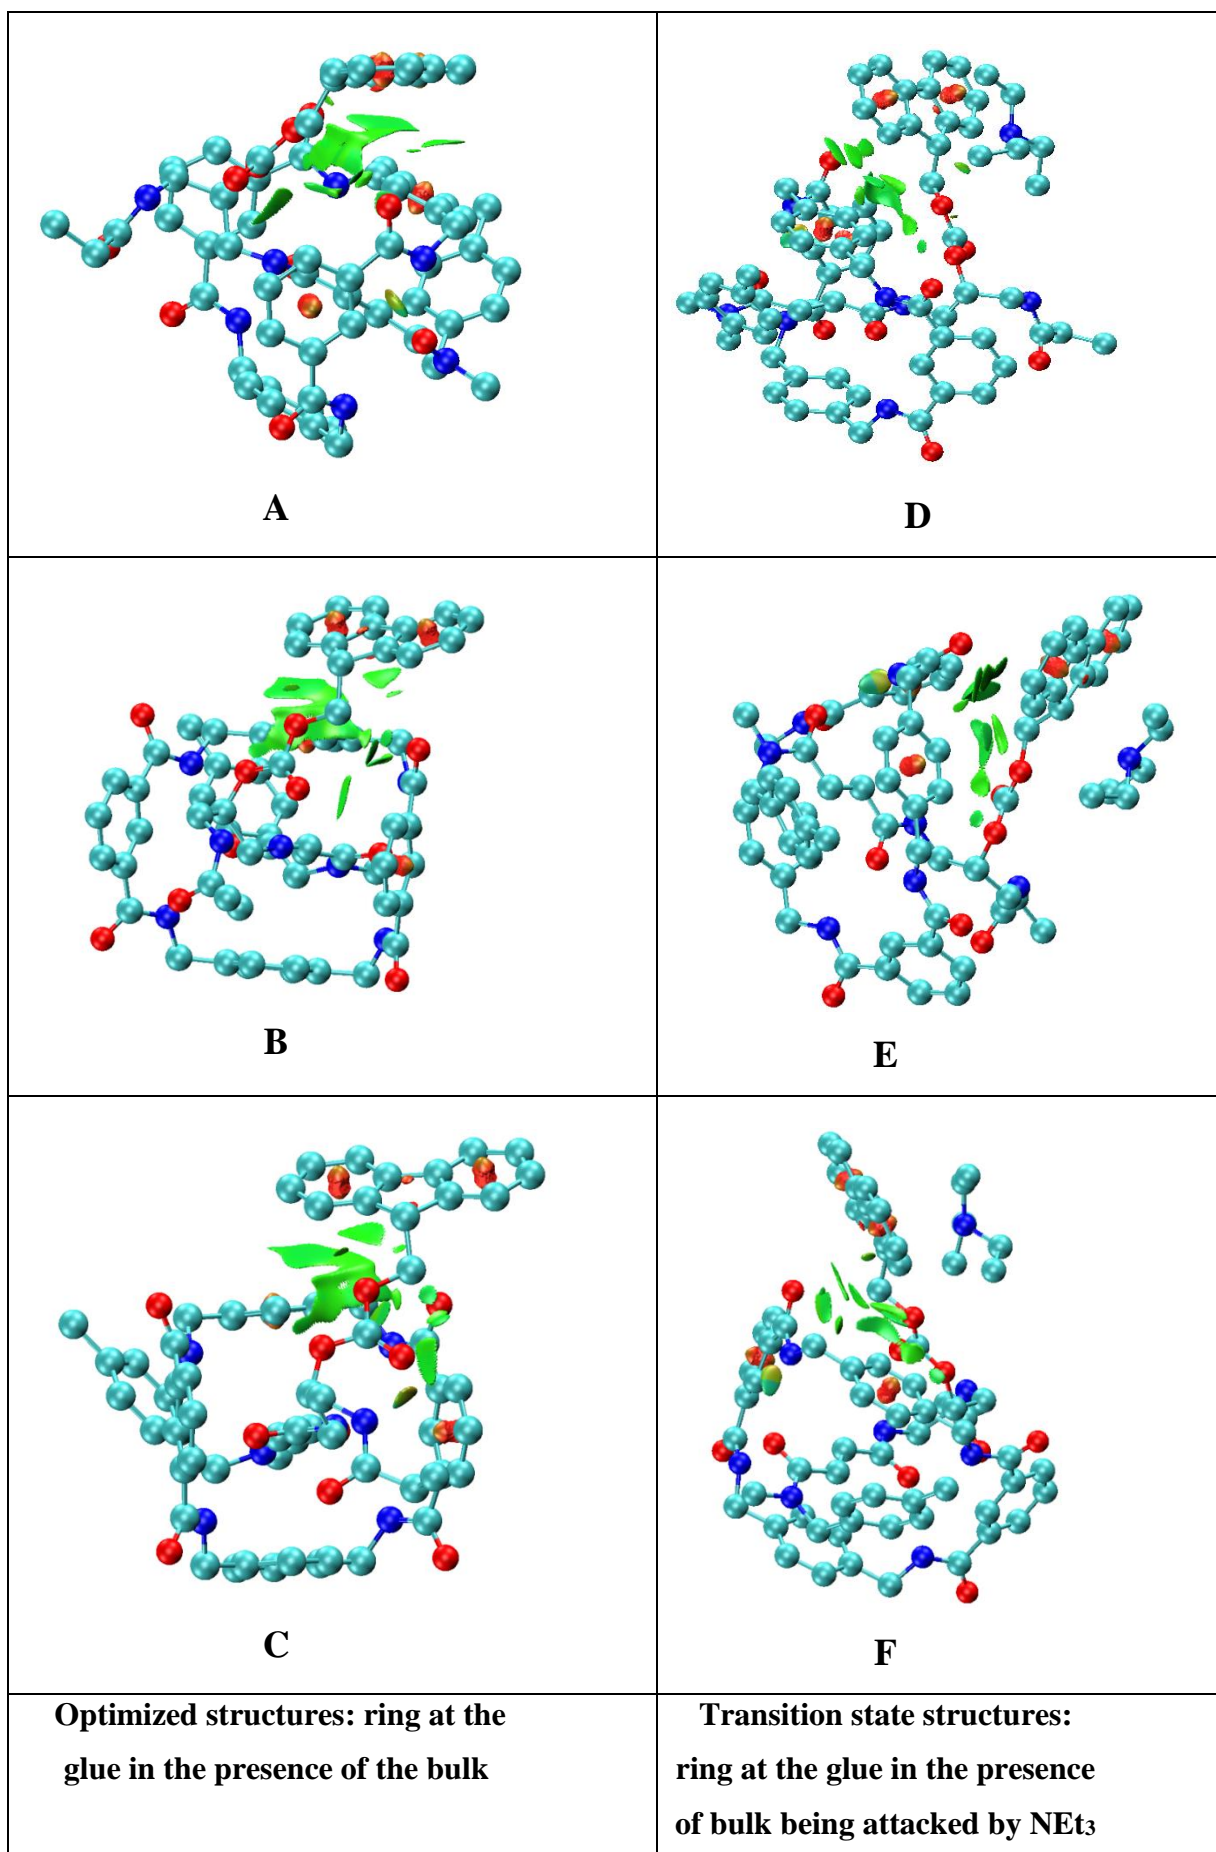 A
D
B
E
C
F
Optimized structures: ring at the
glue in the presence of the bulk
Transition state structures:
ring at the glue in the presence
of bulk being attacked by NEt₃